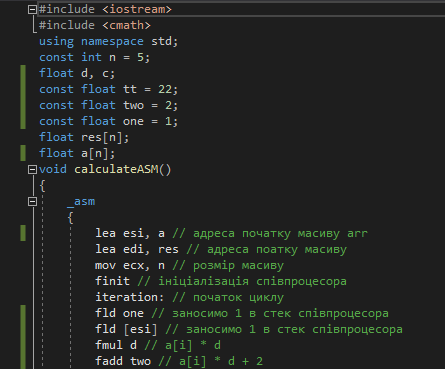 #include <iostream>
#include <cmath>
using namespace std;
const int n = 5;
float d, c;
const float tt = 22;
const float two = 2;
const float one = 1;
float res[n];
float a[n];
void calculateASM()
{
_asm
{
lea esi, a // адреса початку масиву arr
lea edi, res // адреса поатку масиву
mov ecx, n // розмір масиву
finit // ініціалізація співпроцесора
iteration: // початок циклу
fld one // заносимо 1 в стек співпроцесора
fld [esi] // заносимо 1 в стек співпроцесора
fmul d // a[i] * d
fadd two // a[i] * d + 2